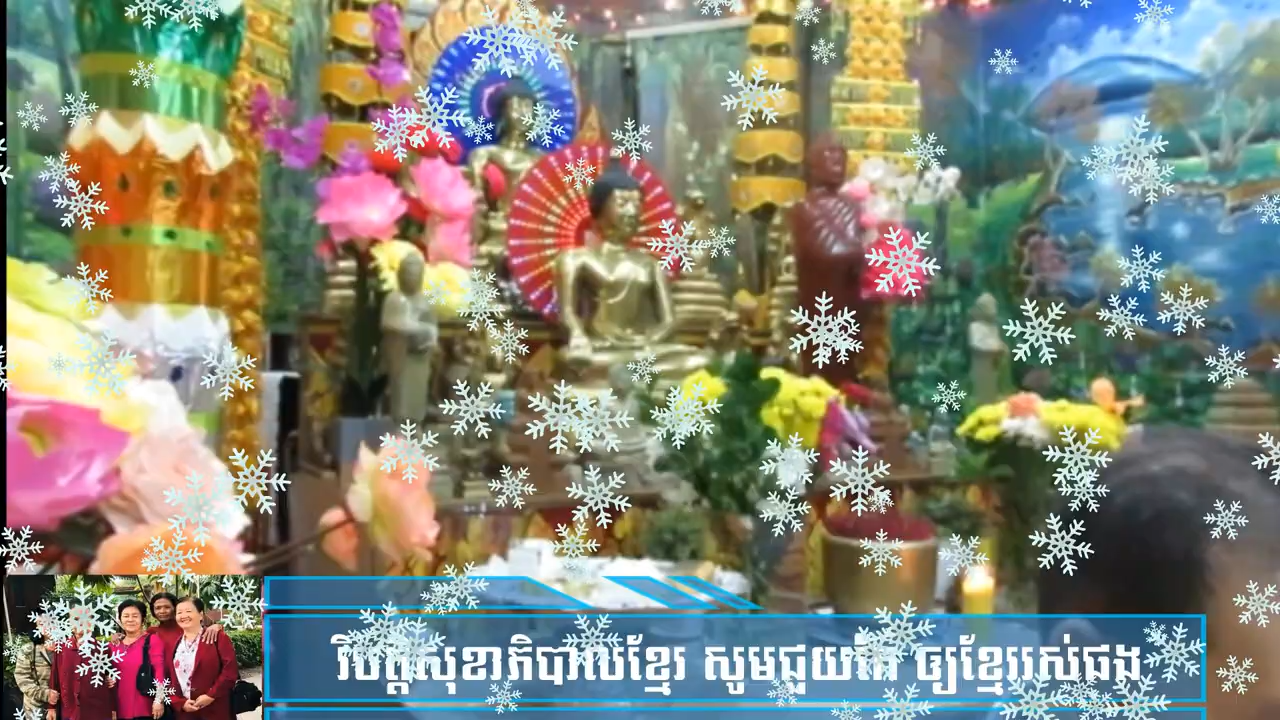 វិបត្តិសុខាភិបាលខ្មែរ សូមជួយកែ ឲ្យខ្មែររស់ផង